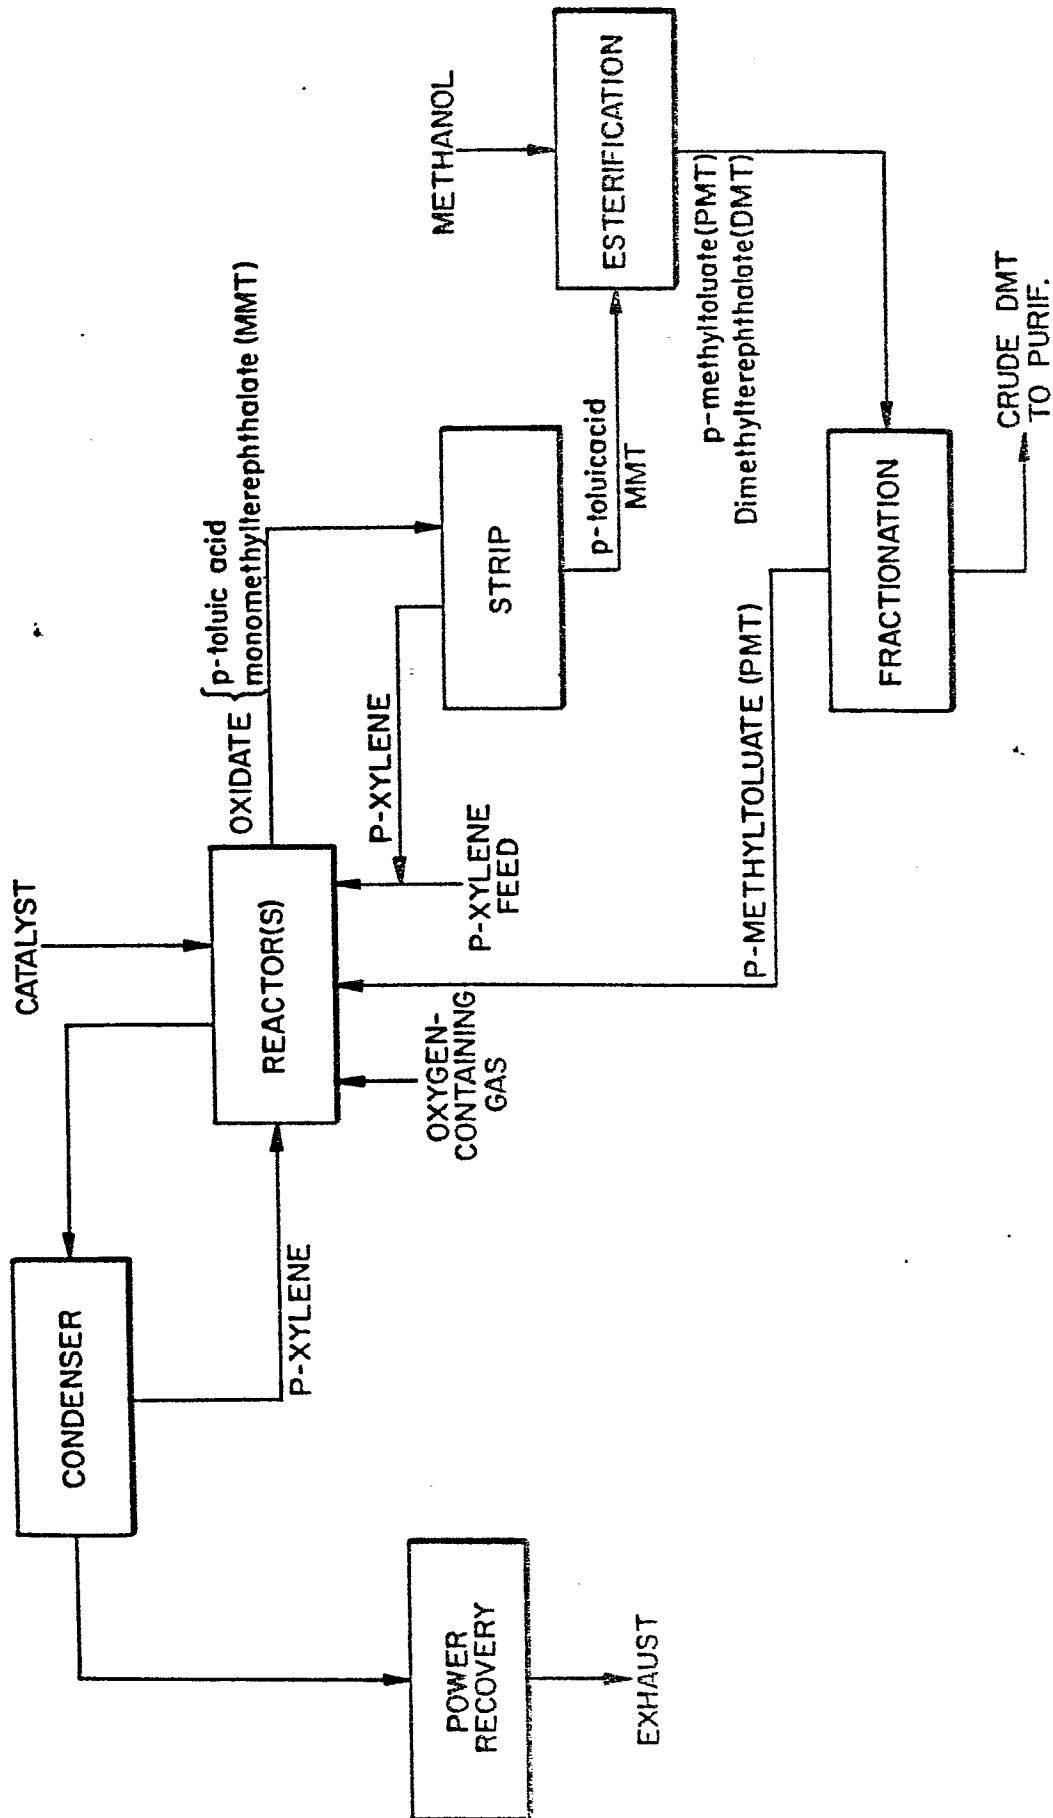 CATALYST
CONDENSER
P-XYLENE
POWER
RECOVERY
EXHAUST
REACTOR(S)
OXYGEN-
CONTAINING
GAS
P-XYLENE
FEED
P-XYLENE
OXIDATE
p-toluic acid
monomethylterephthalate (MMT)
STRIP
p-toluicacid
MMT
METHANOL
ESTERIFICATION
p-methyltoluate(PMT)
Dimethylterephthalate(DMT)
P-METHYLTOLUATE (PMT)
FRACTIONATION
CRUDE DMT
TO PURIF.